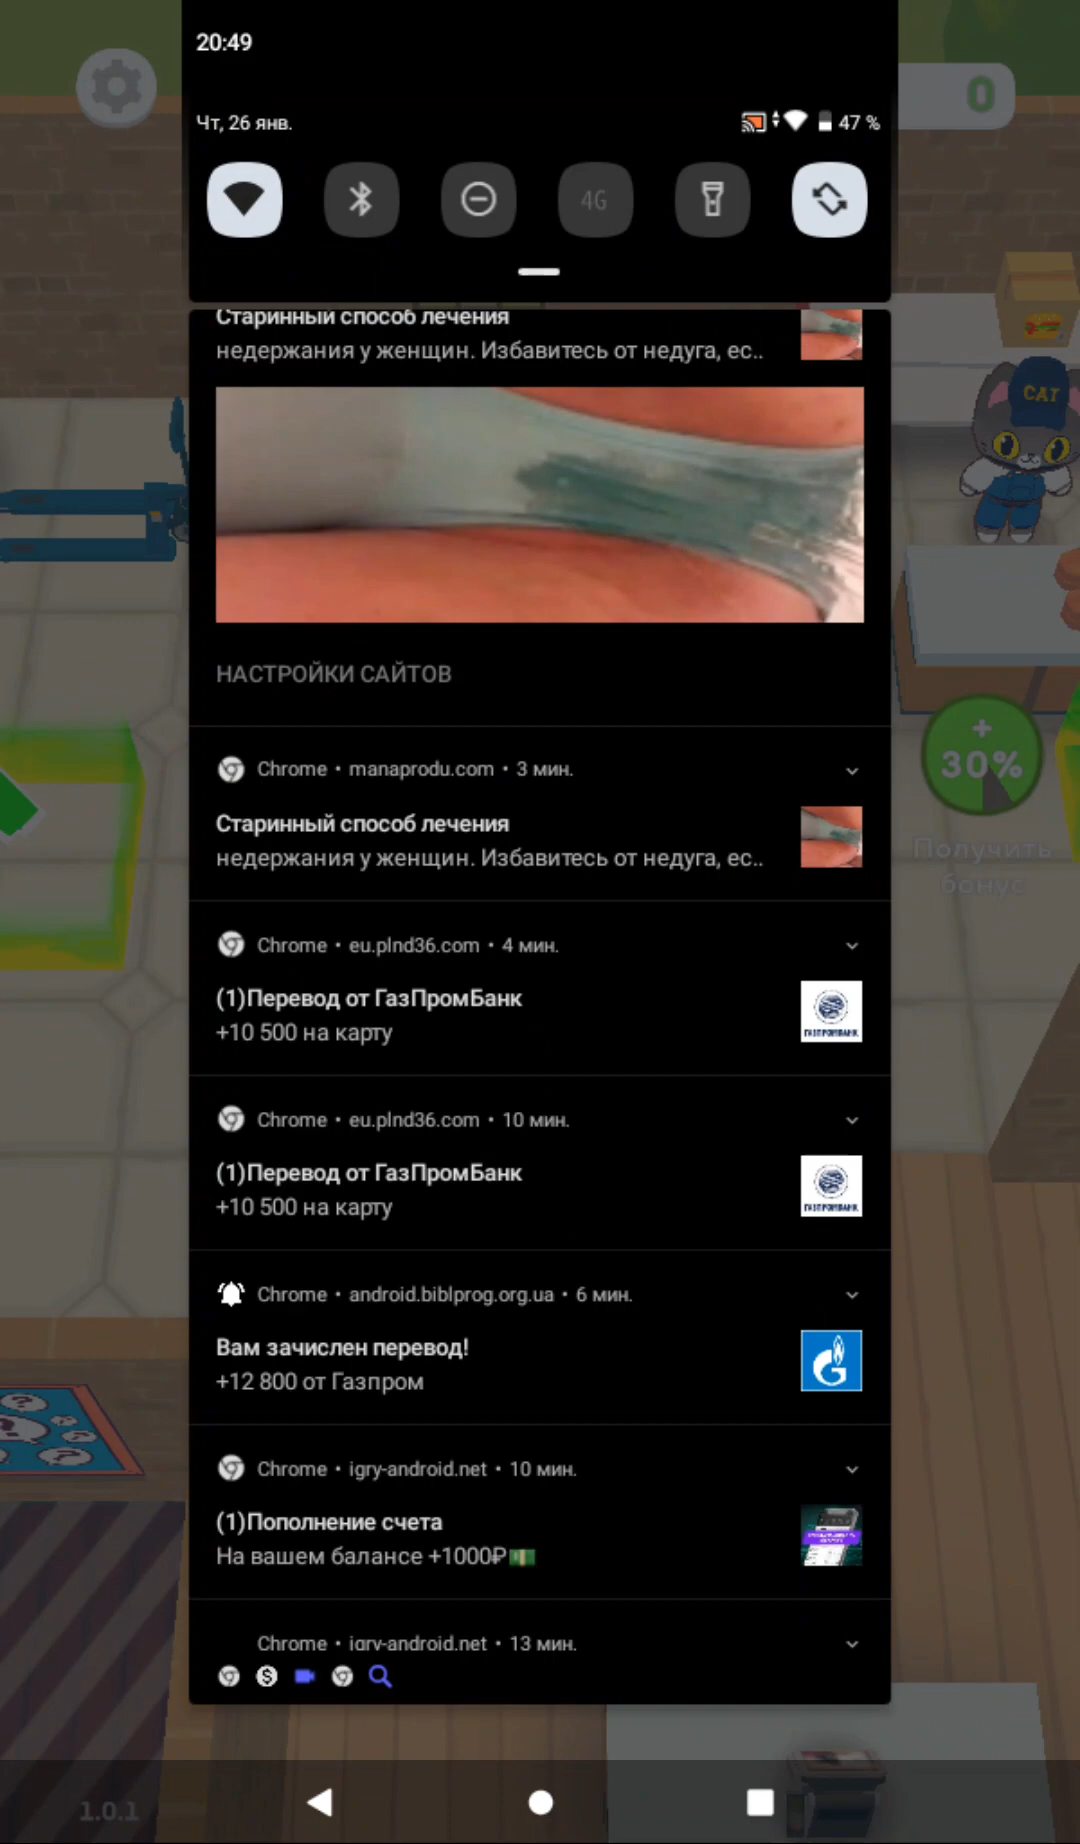 20:49
0
Чт, 26 янв.
47 %
4G
Старинный способ лечения
недержания у женщин. Избавитесь от недуга, ес..
CAT
НАСТРОЙКИ САЙТОВ
Chrome • manaprodu.com • 3 мин.
Старинный способ лечения
недержания у женщин. Избавитесь от недуга, ес..
+
30%
Получить
бонус
Chrome • eu.plnd36.com • 4 мин.
(1)Перевод от ГазПромБанк
+10 500 на карту
ГАЗПРОМБАНК
Chrome • eu.plnd36.com • 10 мин.
(1)Перевод от ГазПромБанк
+10 500 на карту
ГАЗПРОМБАНК
Chrome • android.biblprog.org.ua • 6 мин.
Вам зачислен перевод!
+12 800 от Газпром
Chrome • igry-android.net • 10 мин.
(1)Пополнение счета
На вашем балансе +1000₽
Chrome • igry-android.net • 13 мин.
1.0.1